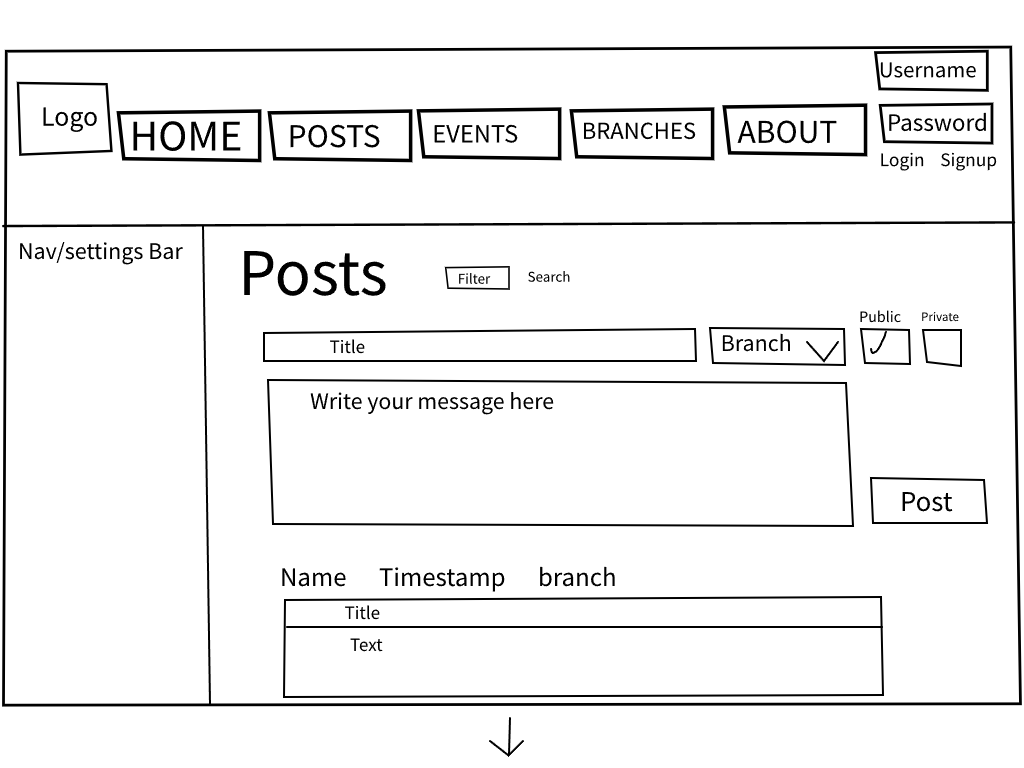 Username
Logo
HOME
POSTS
EVENTS
BRANCHES
ABOUT
Password
Login Signup
Nav/settings Bar
Posts
Filter
Search
Public
Private
Title
Branch
Write your message here
Post
Name Timestamp branch
Title
Text